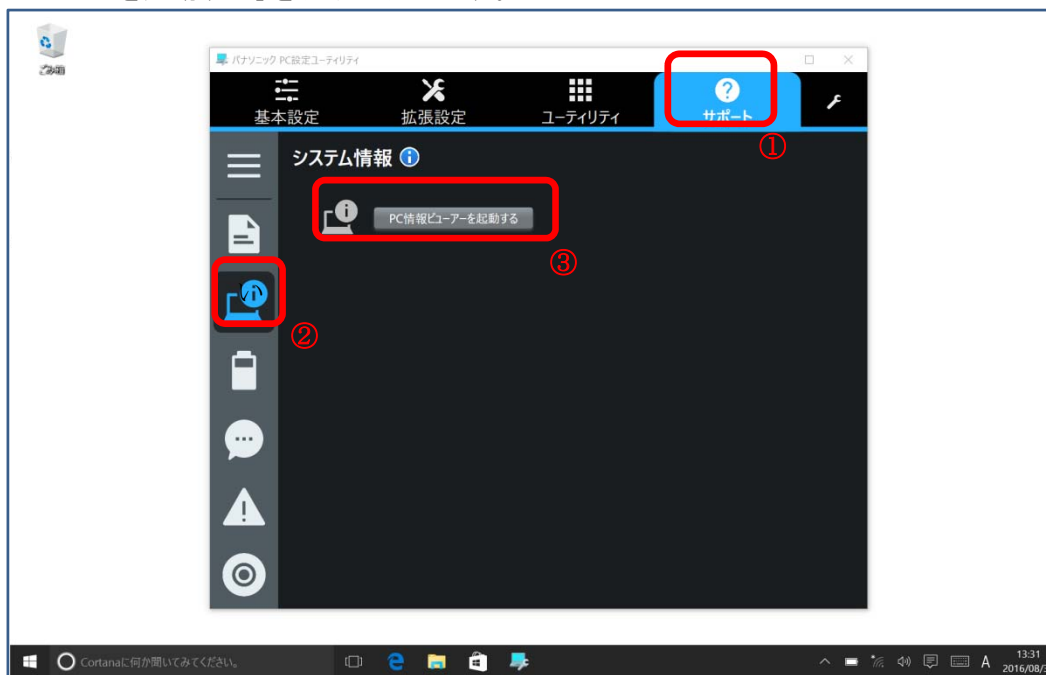 ごみ箱
パナソニック PC設定ユーティリティ
基本設定
拡張設定
ユーティリティ
サポート
①
システム情報
PC情報ビューアーを起動する
③
②
Cortanaに何か聞いてみてください。
A
13:31
2016/08/3